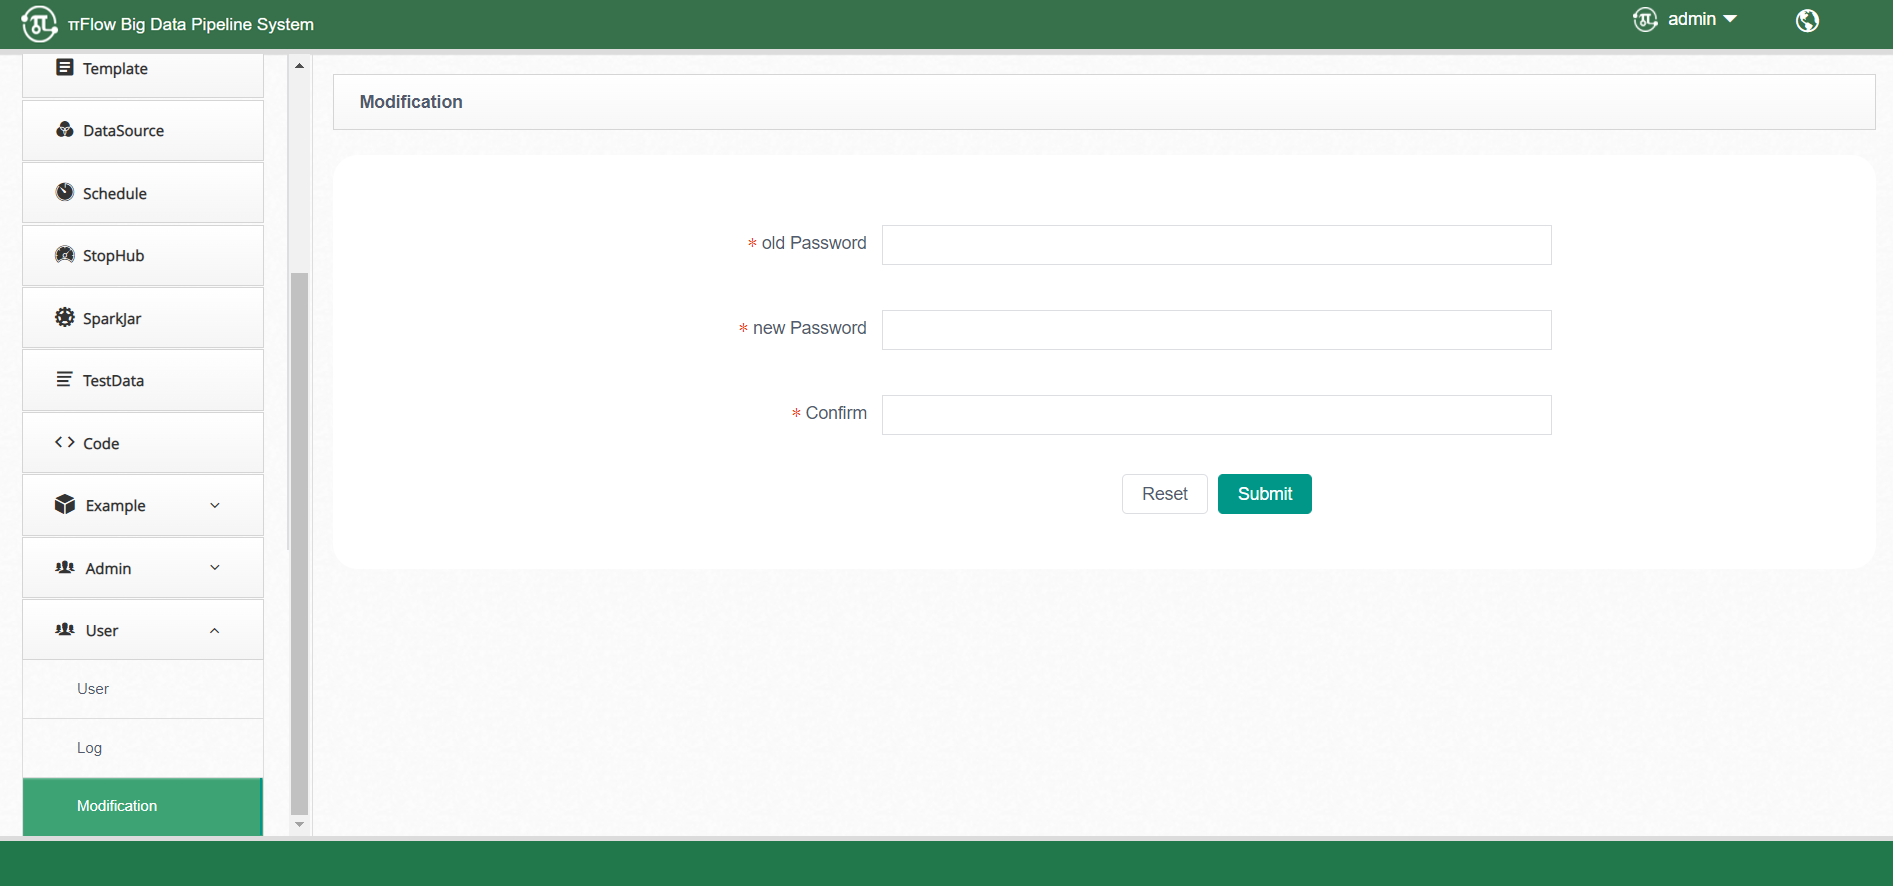 πFlow Big Data Pipeline System
admin
Template
DataSource
Schedule
StopHub
SparkJar
TestData
Code
Example
Admin
User
User
Log
Modification
Modification
* old Password
* new Password
* Confirm
Reset
Submit